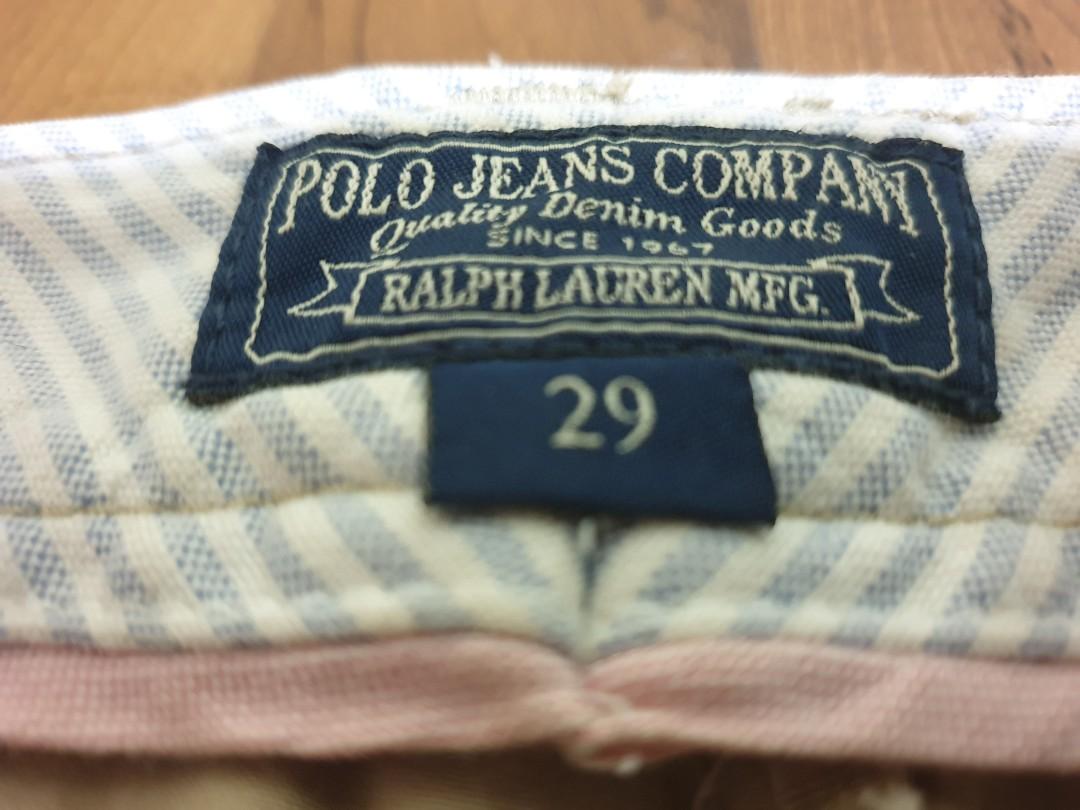 POLO JEANS COMPANY
Quality Denim Goods
SINCE 1967
RALPH LAUREN MFG.
29